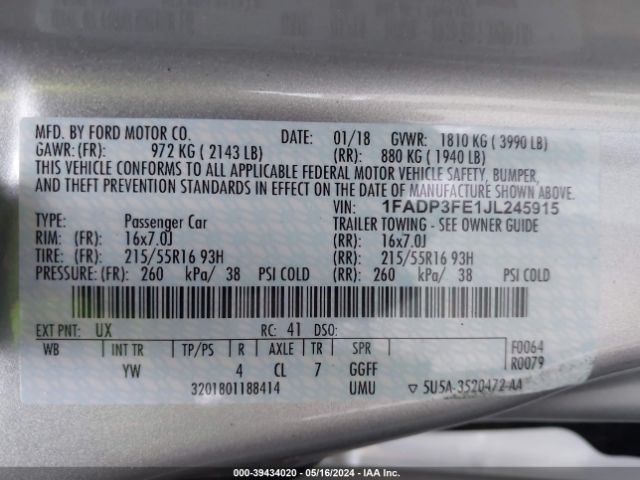 MFD. BY FORD MOTOR CO. DATE: 01/18 GVWR: 1810 KG ( 3990 LB)
GAWR:(FR): 972 KG ( 2143 LB) (RR): 880 KG ( 1940 LB)
THIS VEHICLE CONFORMS TO ALL APPLICABLE FEDERAL MOTOR VEHICLE SAFETY, BUMPER,
AND THEFT PREVENTION STANDARDS IN EFFECT ON THE DATE OF MANUFACTURE SHOWN ABOVE.
VIN: 1FADP3FE1JL245915
TYPE: Passenger Car TRAILER TOWING - SEE OWNER GUIDE
RIM: (FR): 16x7.0J (RR): 16x7.0J
TIRE: (FR): 215/55R16 93H (RR): 215/55R16 93H
PRESSURE:(FR): 260 kPa/ 38 PSI COLD (RR): 260 kPa/ 38 PSI COLD
EXT PNT: UX RC: 41 DSO:
WB INT TR TP/PS R AXLE TR SPR F0064
R0079
YW 4 CL 7 GGFF
3201801188414 UMU ▽ 5U5A-3520472-AA
000-39434020 - 05/16/2024 - IAA Inc.